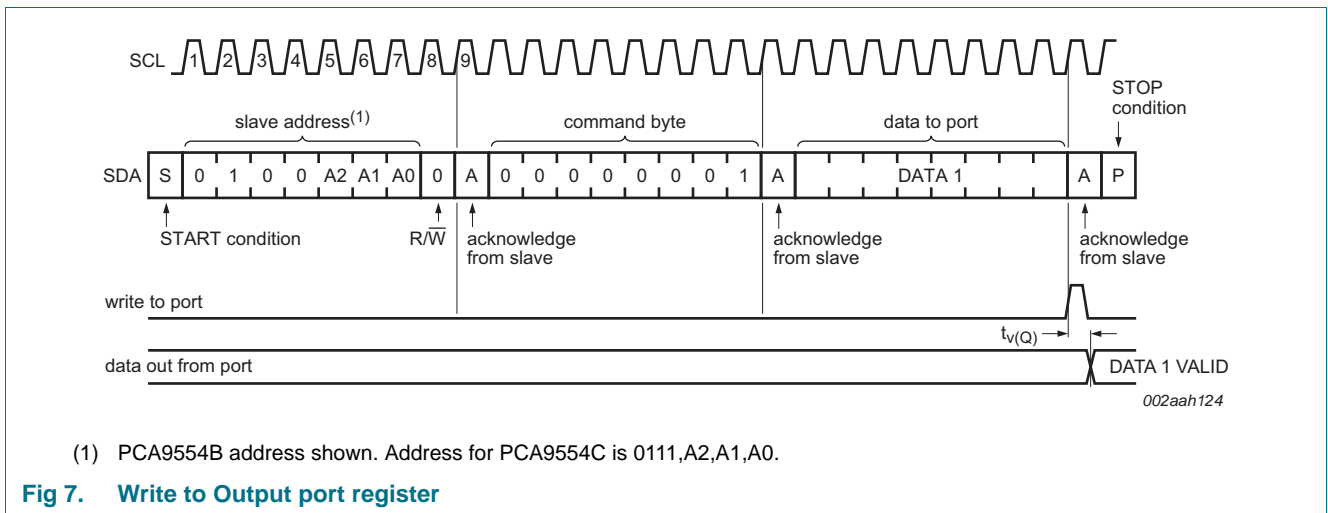 SCL 1 2 3 4 5 6 7 8 9
STOP
condition
slave address(1) command byte data to port
SDA S 0 1 0 0 A2 A1 A0 0 A 0 0 0 0 0 0 0 1 A DATA 1 A P
START condition R/W̅ acknowledge
from slave acknowledge
from slave acknowledge
from slave
write to port
tv(Q)
data out from port DATA 1 VALID
002aah124
(1) PCA9554B address shown. Address for PCA9554C is 0111,A2,A1,A0.
Fig 7. Write to Output port register